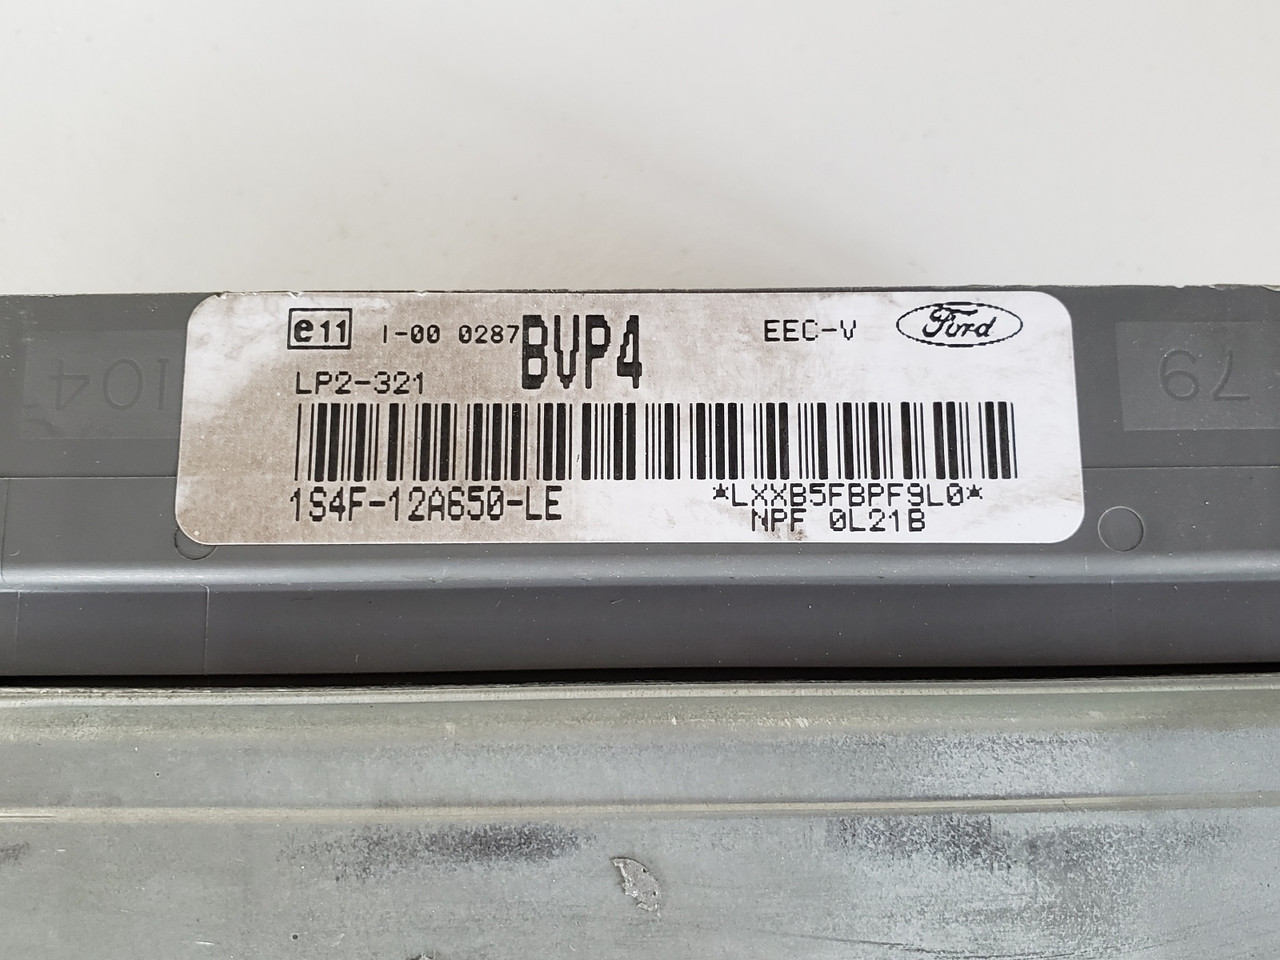 e11 I-00 0287 BVP4 EEC-V Ford
LP2-321
1S4F-12A650-LE *LXXB5FBPF9L0*
NPF 0L21B
104
79